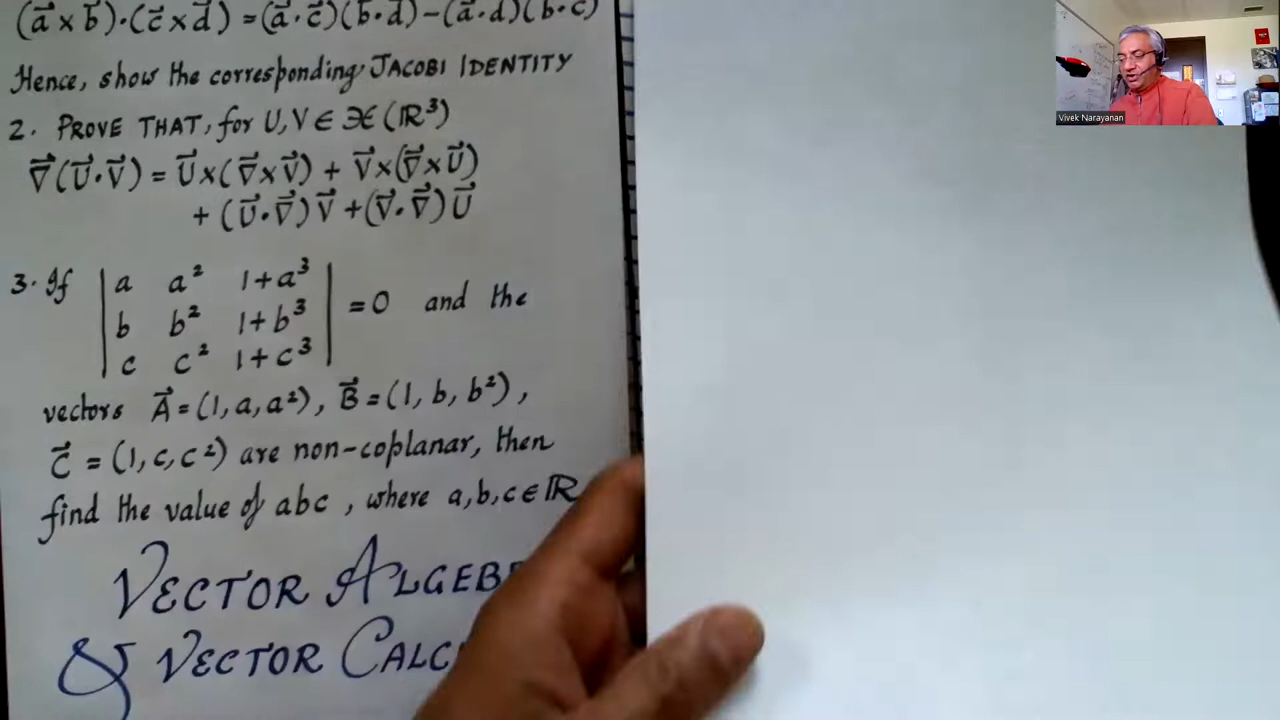 (a⃗ × b⃗)·(c⃗ × d⃗) = (a⃗·c⃗)(b⃗·d⃗) − (a⃗·d⃗)(b⃗·c⃗)
Hence, show the corresponding JACOBI IDENTITY
2. PROVE THAT, for U, V ∈ 𝔛(ℝ³)
∇⃗(U⃗·V⃗) = U⃗×(∇⃗×V⃗) + V⃗×(∇⃗×U⃗)
+ (U⃗·∇⃗)V⃗ + (V⃗·∇⃗)U⃗
3. If | a a² 1+a³ |
| b b² 1+b³ | = 0 and the
| c c² 1+c³ |
vectors A⃗ = (1, a, a²), B⃗ = (1, b, b²),
C⃗ = (1, c, c²) are non-coplanar, then
find the value of abc, where a, b, c ∈ ℝ
VECTOR ALGEB
& VECTOR CALC
Vivek Narayanan